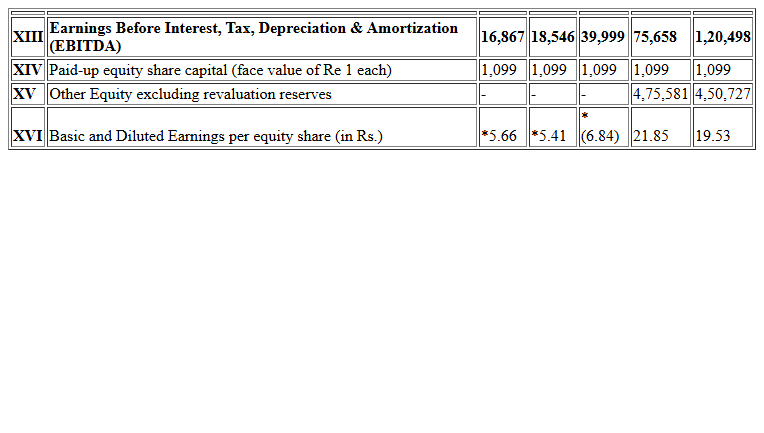 XIII Earnings Before Interest, Tax, Depreciation & Amortization (EBITDA) 16,867 18,546 39,999 75,658 1,20,498
XIV Paid-up equity share capital (face value of Re 1 each) 1,099 1,099 1,099 1,099 1,099
XV Other Equity excluding revaluation reserves - - - 4,75,581 4,50,727
XVI Basic and Diluted Earnings per equity share (in Rs.) *5.66 *5.41 * (6.84) 21.85 19.53